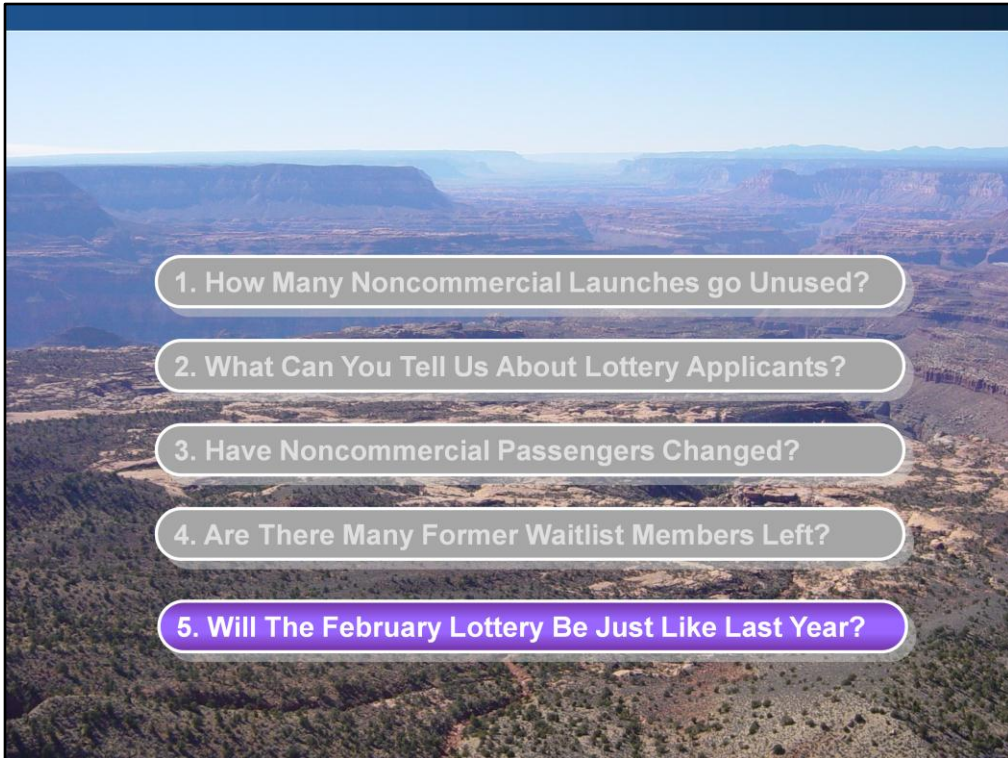 1. How Many Noncommercial Launches go Unused?
2. What Can You Tell Us About Lottery Applicants?
3. Have Noncommercial Passengers Changed?
4. Are There Many Former Waitlist Members Left?
5. Will The February Lottery Be Just Like Last Year?